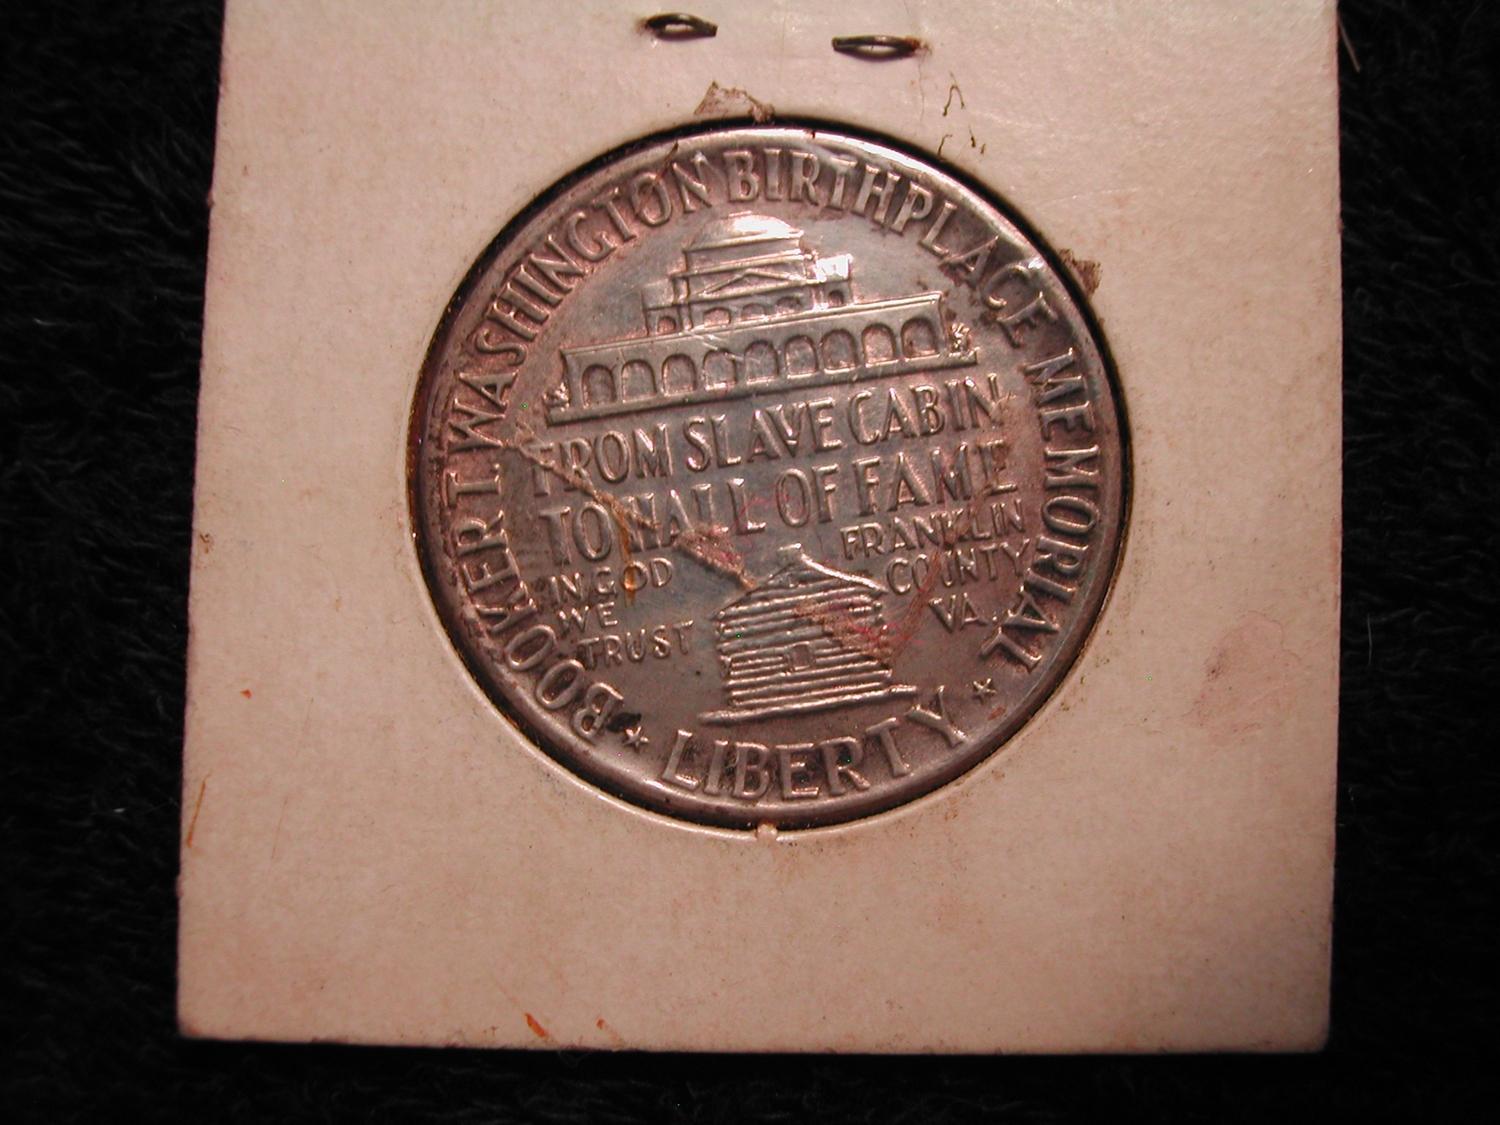 BOOKER T. WASHINGTON BIRTHPLACE MEMORIAL
FROM SLAVE CABIN
TO HALL OF FAME
IN GOD
WE
TRUST
FRANKLIN
COUNTY
VA.
LIBERTY